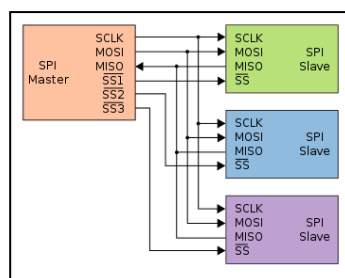 SPI
Master
SCLK
MOSI
MISO
SS1
SS2
SS3
SCLK
MOSI
MISO
SS
SPI
Slave
SCLK
MOSI
MISO
SS
SPI
Slave
SCLK
MOSI
MISO
SS
SPI
Slave